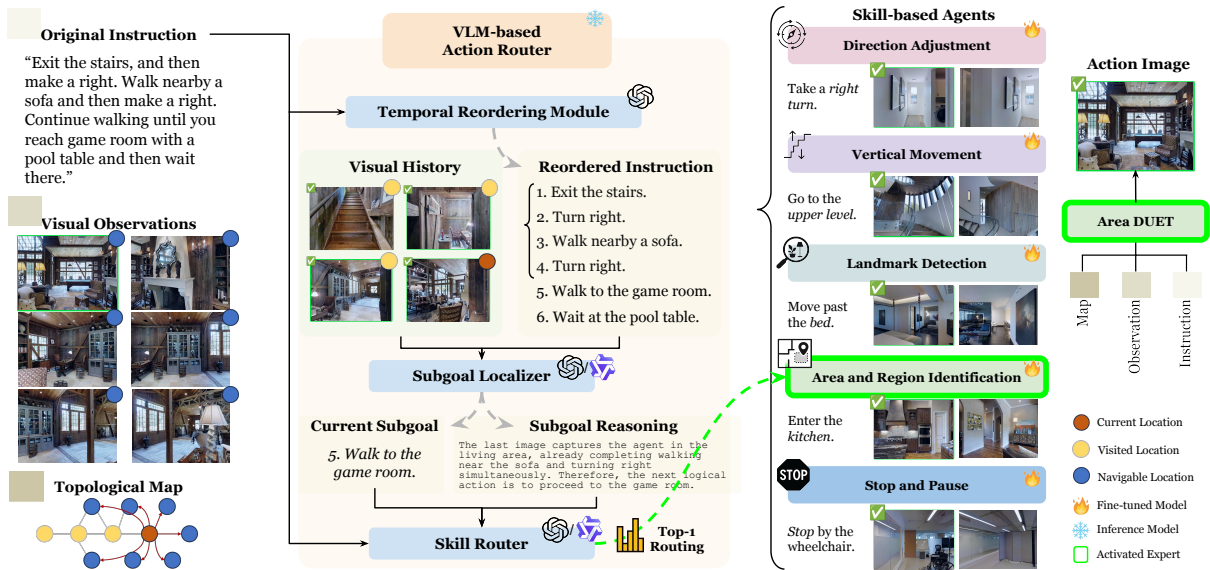 Original Instruction
“Exit the stairs, and then
make a right. Walk nearby a
sofa and then make a right.
Continue walking until you
reach game room with a
pool table and then wait
there.”
Visual Observations
Topological Map
VLM-based
Action Router
Temporal Reordering Module
Visual History
Reordered Instruction
1. Exit the stairs.
2. Turn right.
3. Walk nearby a sofa.
4. Turn right.
5. Walk to the game room.
6. Wait at the pool table.
Subgoal Localizer
/
Current Subgoal
5. Walk to the
game room.
Subgoal Reasoning
The last image captures the agent in the
living area, already completing walking
near the sofa and turning right
simultaneously. Therefore, the next logical
action is to proceed to the game room.
Skill Router
/
Top-1
Routing
Skill-based Agents
Direction Adjustment
Take a right
turn.
Vertical Movement
Go to the
upper level.
Landmark Detection
Move past
the bed.
Area and Region Identification
Enter the
kitchen.
STOP
Stop and Pause
Stop by the
wheelchair.
Action Image
Area DUET
Map
Observation
Instruction
Current Location
Visited Location
Navigable Location
Fine-tuned Model
Inference Model
Activated Expert